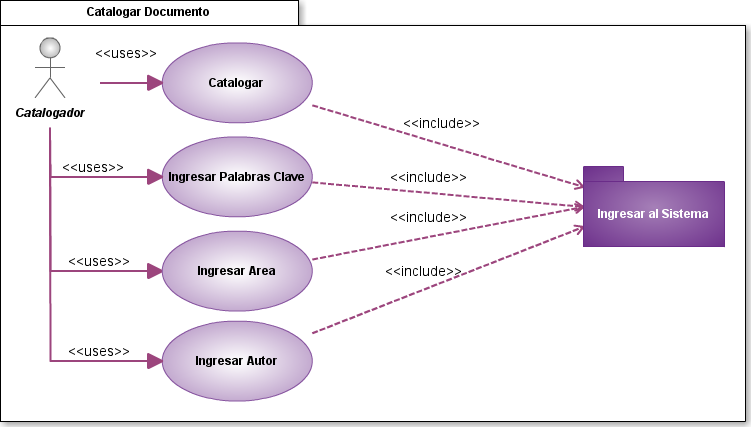 Catalogar Documento
<<uses>>
Catalogar
Catalogador
<<include>>
<<uses>>
Ingresar Palabras Clave
<<include>>
Ingresar al Sistema
<<include>>
<<uses>>
Ingresar Area
<<include>>
<<uses>>
Ingresar Autor